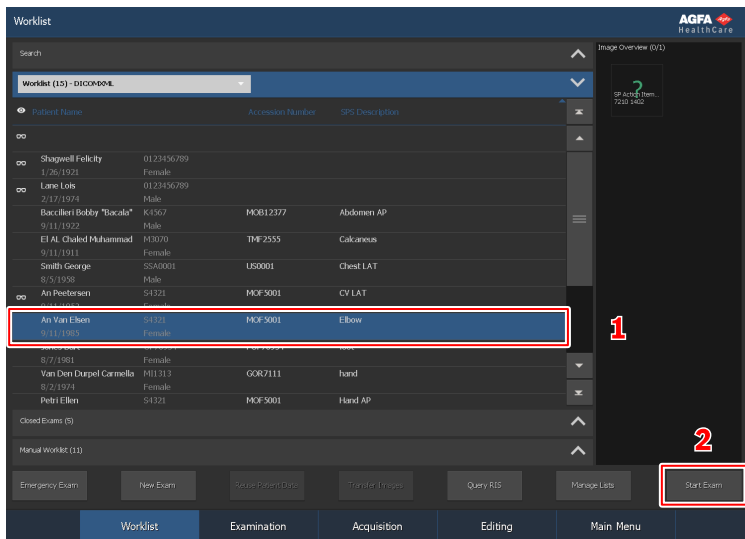 Worklist
AGFA
HealthCare
Search
Image Overview (0/1)
Worklist (15) - DICOMXML
?
SP Action Item...
7210 1402
Patient Name Accession Number SPS Description
Shagwell Felicity 0123456789
1/26/1921 Female
Lane Lois 0123456789
2/17/1974 Male
Baccilieri Bobby "Bacala" K4567 MOB12377 Abdomen AP
9/11/1922 Male
El AL Chaled Muhammad M3070 TMF2555 Calcaneus
9/11/1911 Female
Smith George SSA0001 US0001 Chest LAT
8/5/1958 Male
An Peetersen S4321 MOF5001 CV LAT
An Van Elsen S4321 MOF5001 Elbow
9/11/1985 Female
1
8/7/1981 Female
Van Den Durpel Carmella MI1313 GOR7111 hand
8/2/1974 Female
Petri Ellen S4321 MOF5001 Hand AP
Closed Exams (5)
Manual Worklist (11)
2
Emergency Exam New Exam Reuse Patient Data Transfer Images Query RIS Manage Lists Start Exam
Worklist Examination Acquisition Editing Main Menu